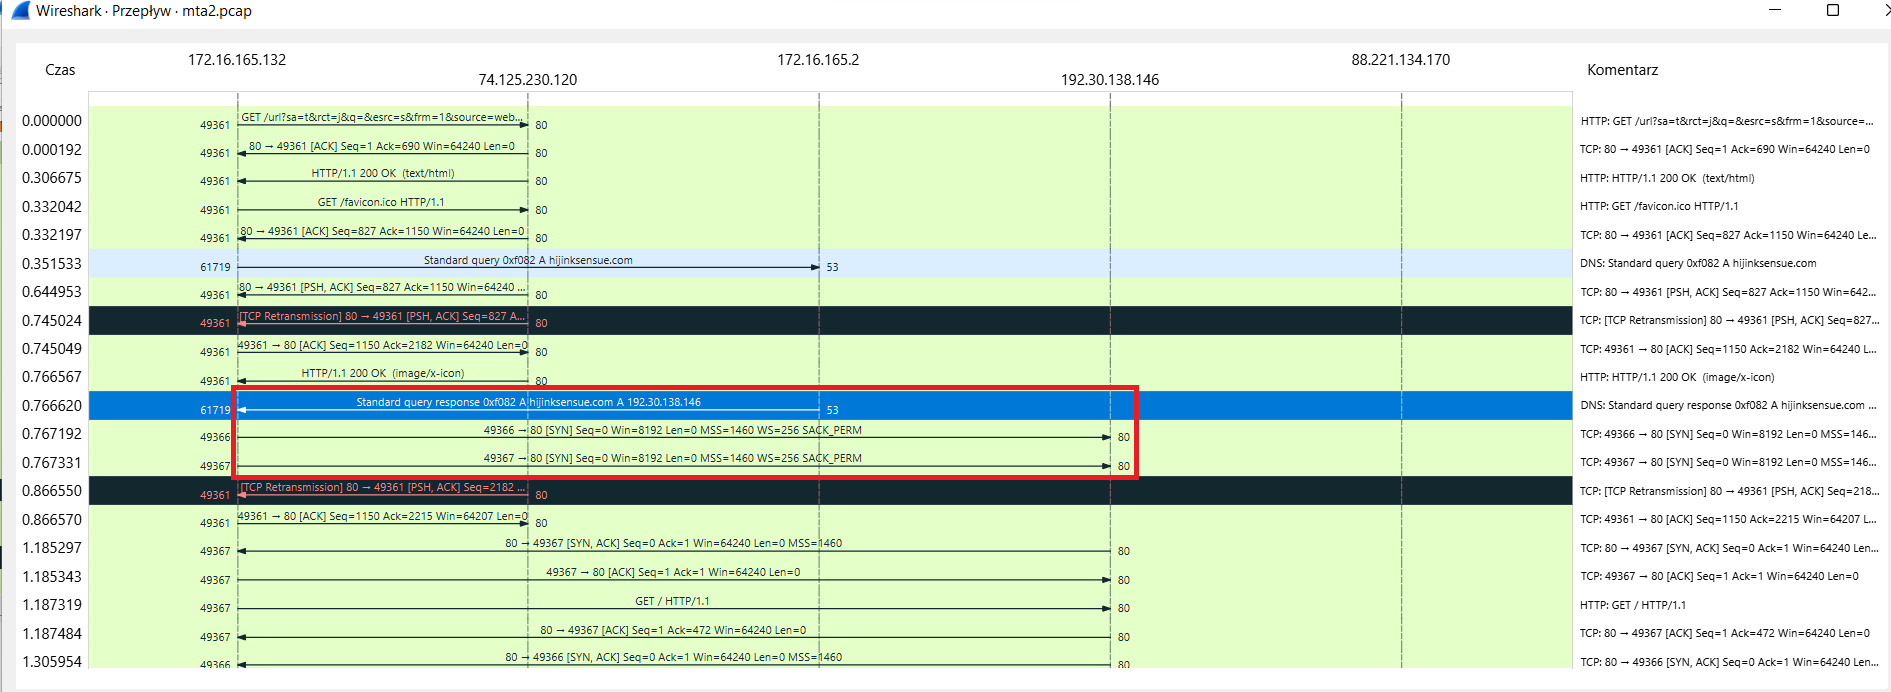 Wireshark · Przepływ · mta2.pcap
172.16.165.132 172.16.165.2 88.221.134.170
Czas 74.125.230.120 192.30.138.146 Komentarz
0.000000 49361 GET /url?sa=t&rct=j&q=&esrc=s&frm=1&source=web... 80 HTTP: GET /url?sa=t&rct=j&q=&esrc=s&frm=1&source=...
0.000192 49361 80 → 49361 [ACK] Seq=1 Ack=690 Win=64240 Len=0 80 TCP: 80 → 49361 [ACK] Seq=1 Ack=690 Win=64240 Len=0
0.306675 49361 HTTP/1.1 200 OK (text/html) 80 HTTP: HTTP/1.1 200 OK (text/html)
0.332042 49361 GET /favicon.ico HTTP/1.1 80 HTTP: GET /favicon.ico HTTP/1.1
0.332197 49361 80 → 49361 [ACK] Seq=827 Ack=1150 Win=64240 Len=0 80 TCP: 80 → 49361 [ACK] Seq=827 Ack=1150 Win=64240 Le...
0.351533 61719 Standard query 0xf082 A hijinksensue.com 53 DNS: Standard query 0xf082 A hijinksensue.com
0.644953 49361 80 → 49361 [PSH, ACK] Seq=827 Ack=1150 Win=64240 ... 80 TCP: 80 → 49361 [PSH, ACK] Seq=827 Ack=1150 Win=642...
0.745024 49361 [TCP Retransmission] 80 → 49361 [PSH, ACK] Seq=827 A... 80 TCP: [TCP Retransmission] 80 → 49361 [PSH, ACK] Seq=827...
0.745049 49361 49361 → 80 [ACK] Seq=1150 Ack=2182 Win=64240 Len=0 80 TCP: 49361 → 80 [ACK] Seq=1150 Ack=2182 Win=64240 L...
0.766567 49361 HTTP/1.1 200 OK (image/x-icon) 80 HTTP: HTTP/1.1 200 OK (image/x-icon)
0.766620 61719 Standard query response 0xf082 A hijinksensue.com A 192.30.138.146 53 DNS: Standard query response 0xf082 A hijinksensue.com ...
0.767192 49366 49366 → 80 [SYN] Seq=0 Win=8192 Len=0 MSS=1460 WS=256 SACK_PERM 80 TCP: 49366 → 80 [SYN] Seq=0 Win=8192 Len=0 MSS=146...
0.767331 49367 49367 → 80 [SYN] Seq=0 Win=8192 Len=0 MSS=1460 WS=256 SACK_PERM 80 TCP: 49367 → 80 [SYN] Seq=0 Win=8192 Len=0 MSS=146...
0.866550 49361 [TCP Retransmission] 80 → 49361 [PSH, ACK] Seq=2182 ... 80 TCP: [TCP Retransmission] 80 → 49361 [PSH, ACK] Seq=218...
0.866570 49361 49361 → 80 [ACK] Seq=1150 Ack=2215 Win=64207 Len=0 80 TCP: 49361 → 80 [ACK] Seq=1150 Ack=2215 Win=64207 L...
1.185297 49367 80 → 49367 [SYN, ACK] Seq=0 Ack=1 Win=64240 Len=0 MSS=1460 80 TCP: 80 → 49367 [SYN, ACK] Seq=0 Ack=1 Win=64240 Len...
1.185343 49367 49367 → 80 [ACK] Seq=1 Ack=1 Win=64240 Len=0 80 TCP: 49367 → 80 [ACK] Seq=1 Ack=1 Win=64240 Len=0
1.187319 49367 GET / HTTP/1.1 80 HTTP: GET / HTTP/1.1
1.187484 49367 80 → 49367 [ACK] Seq=1 Ack=472 Win=64240 Len=0 80 TCP: 80 → 49367 [ACK] Seq=1 Ack=472 Win=64240 Len=0
1.305954 49366 80 → 49366 [SYN, ACK] Seq=0 Ack=1 Win=64240 Len=0 MSS=1460 80 TCP: 80 → 49366 [SYN, ACK] Seq=0 Ack=1 Win=64240 Len...